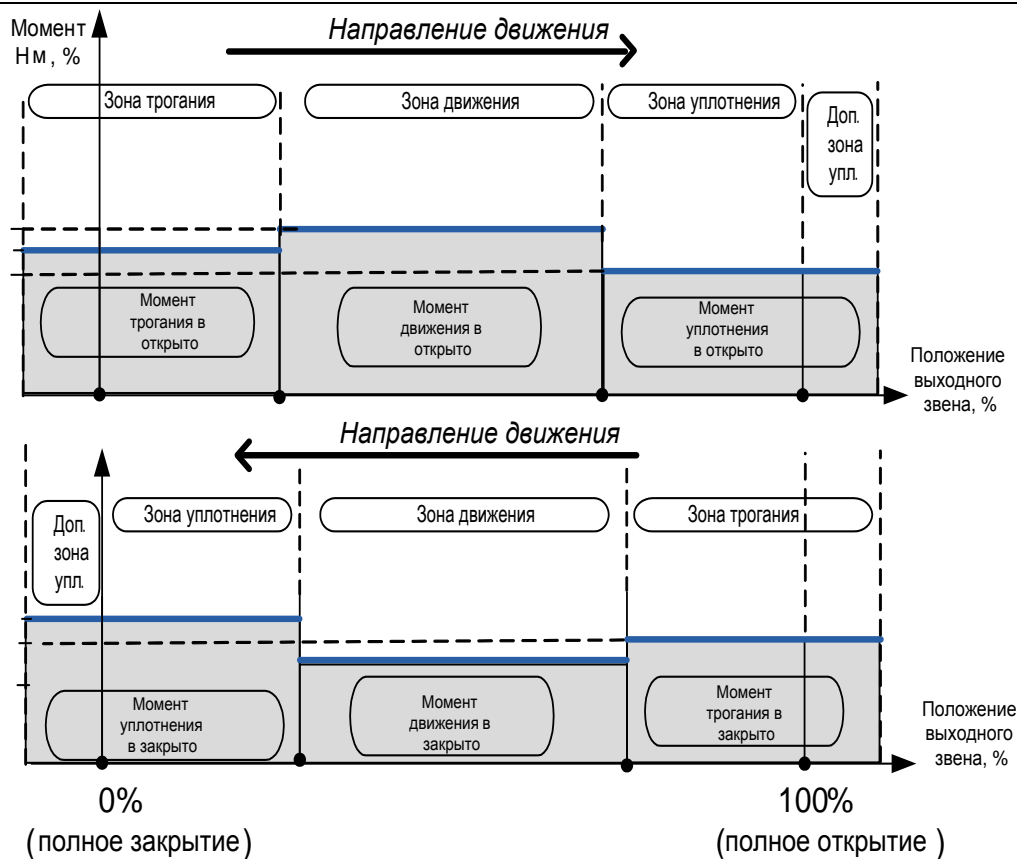 Момент
Нм, %
Направление движения
Зона трогания
Зона движения
Зона уплотнения
Доп.
зона
упл.
Момент
трогания в
открыто
Момент
движения в
открыто
Момент
уплотнения
в открыто
Положение
выходного
звена, %
Направление движения
Доп.
зона
упл.
Зона уплотнения
Зона движения
Зона трогания
Момент
уплотнения
в закрыто
Момент
движения в
закрыто
Момент
трогания в
закрыто
Положение
выходного
звена, %
0%
(полное закрытие)
100%
(полное открытие )